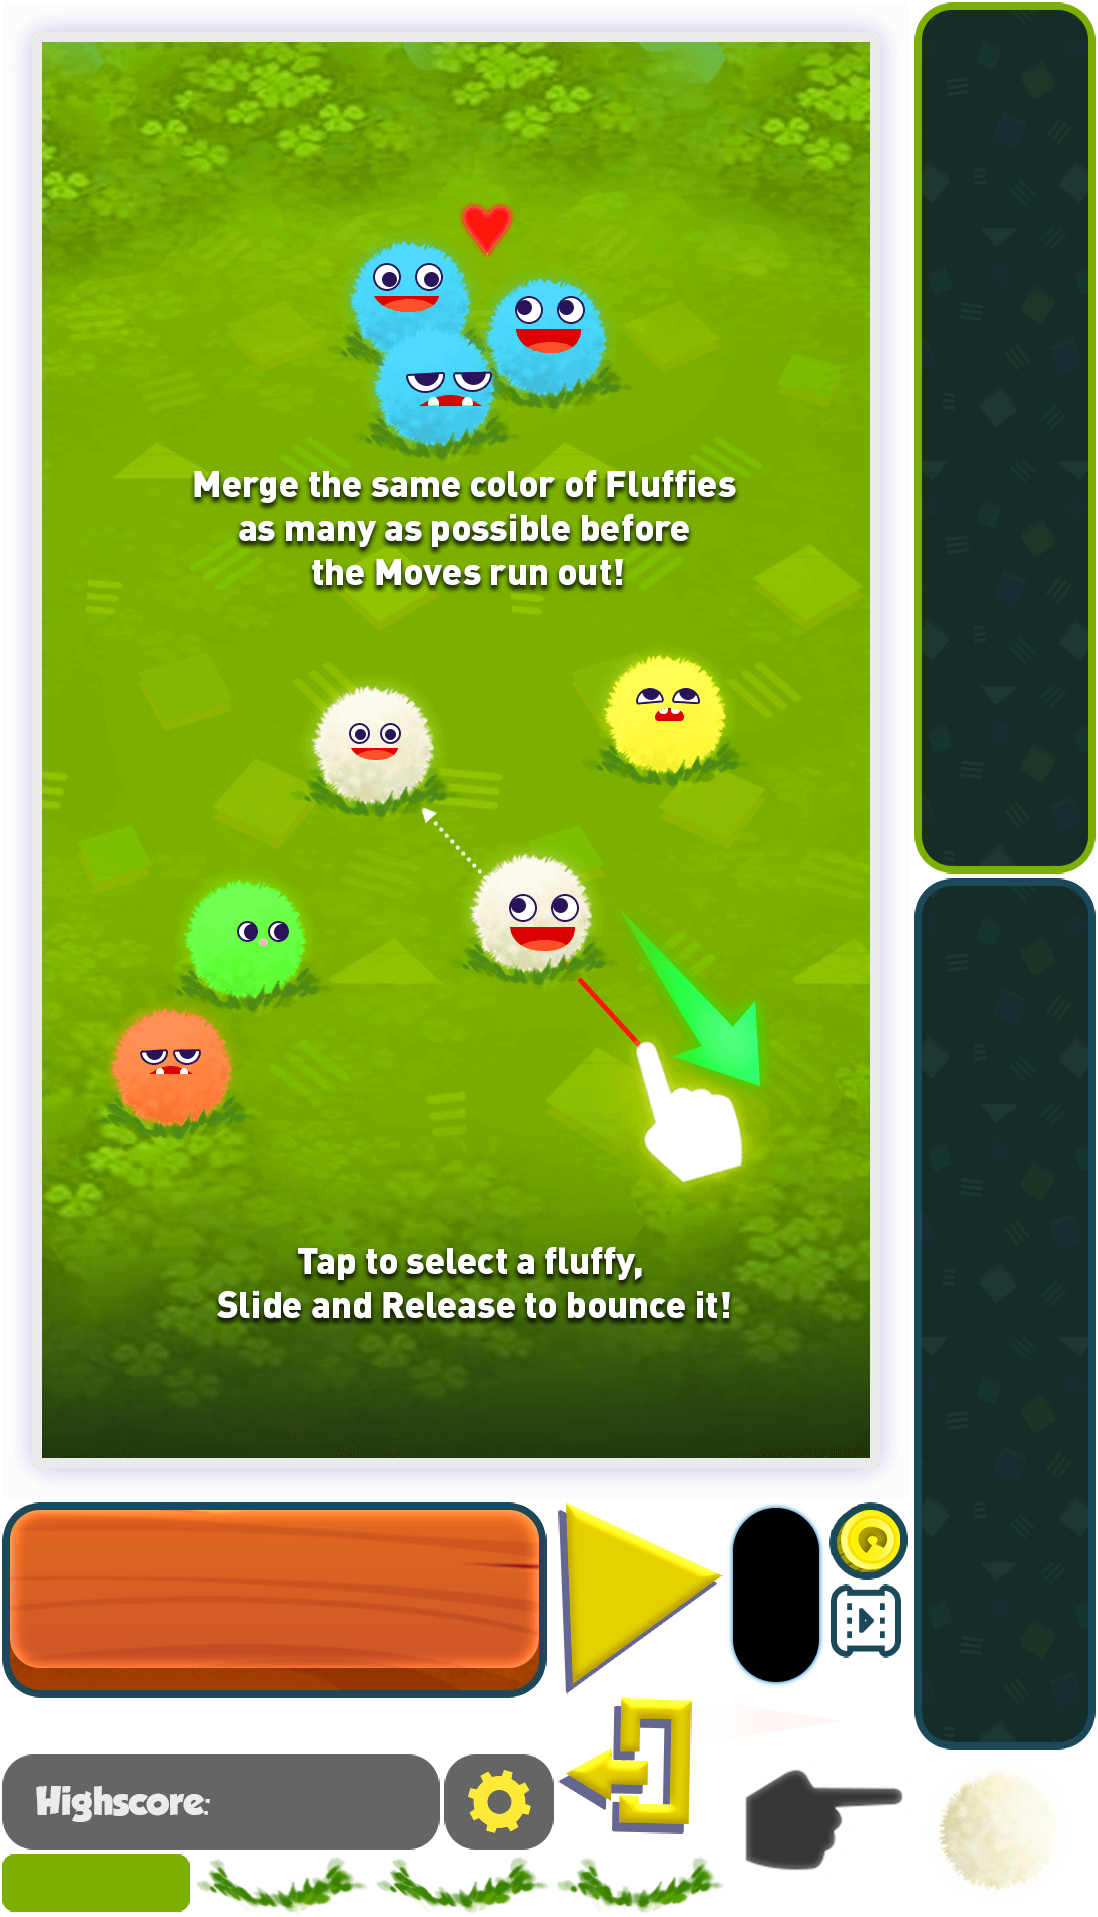 Merge the same color of Fluffies
as many as possible before
the Moves run out!
Tap to select a fluffy,
Slide and Release to bounce it!
Highscore: